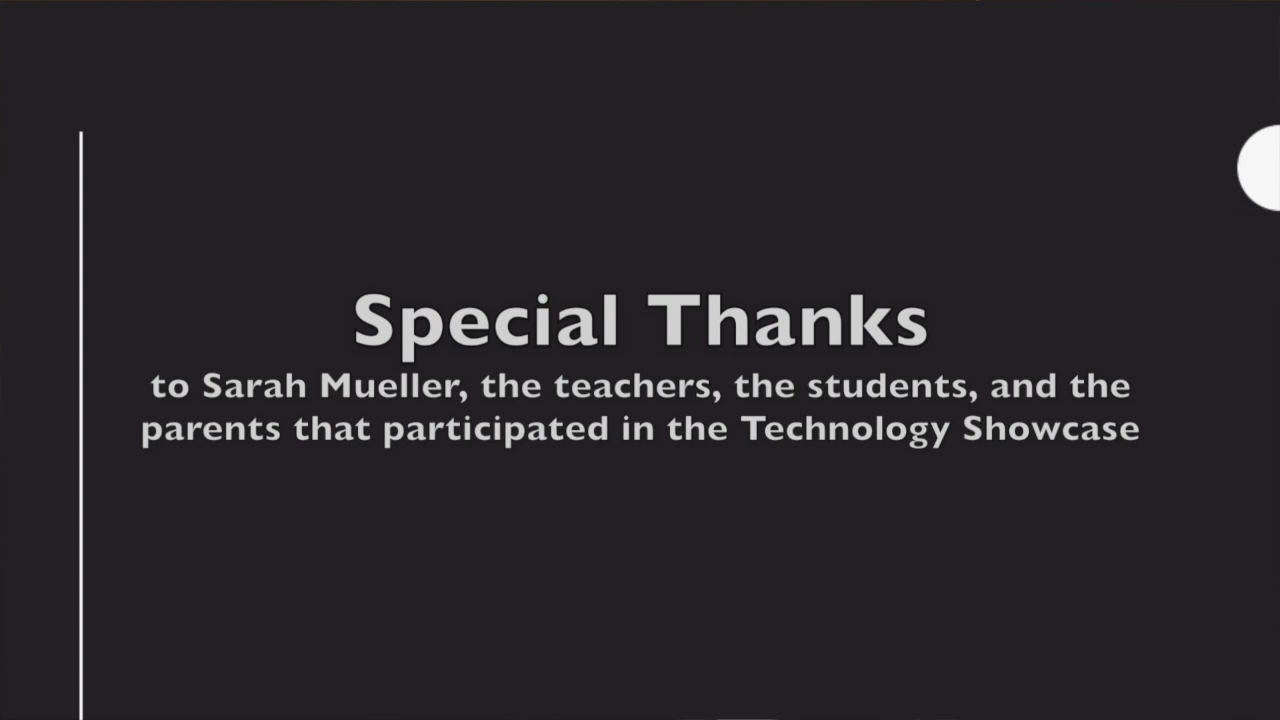 Special Thanks
to Sarah Mueller, the teachers, the students, and the
parents that participated in the Technology Showcase